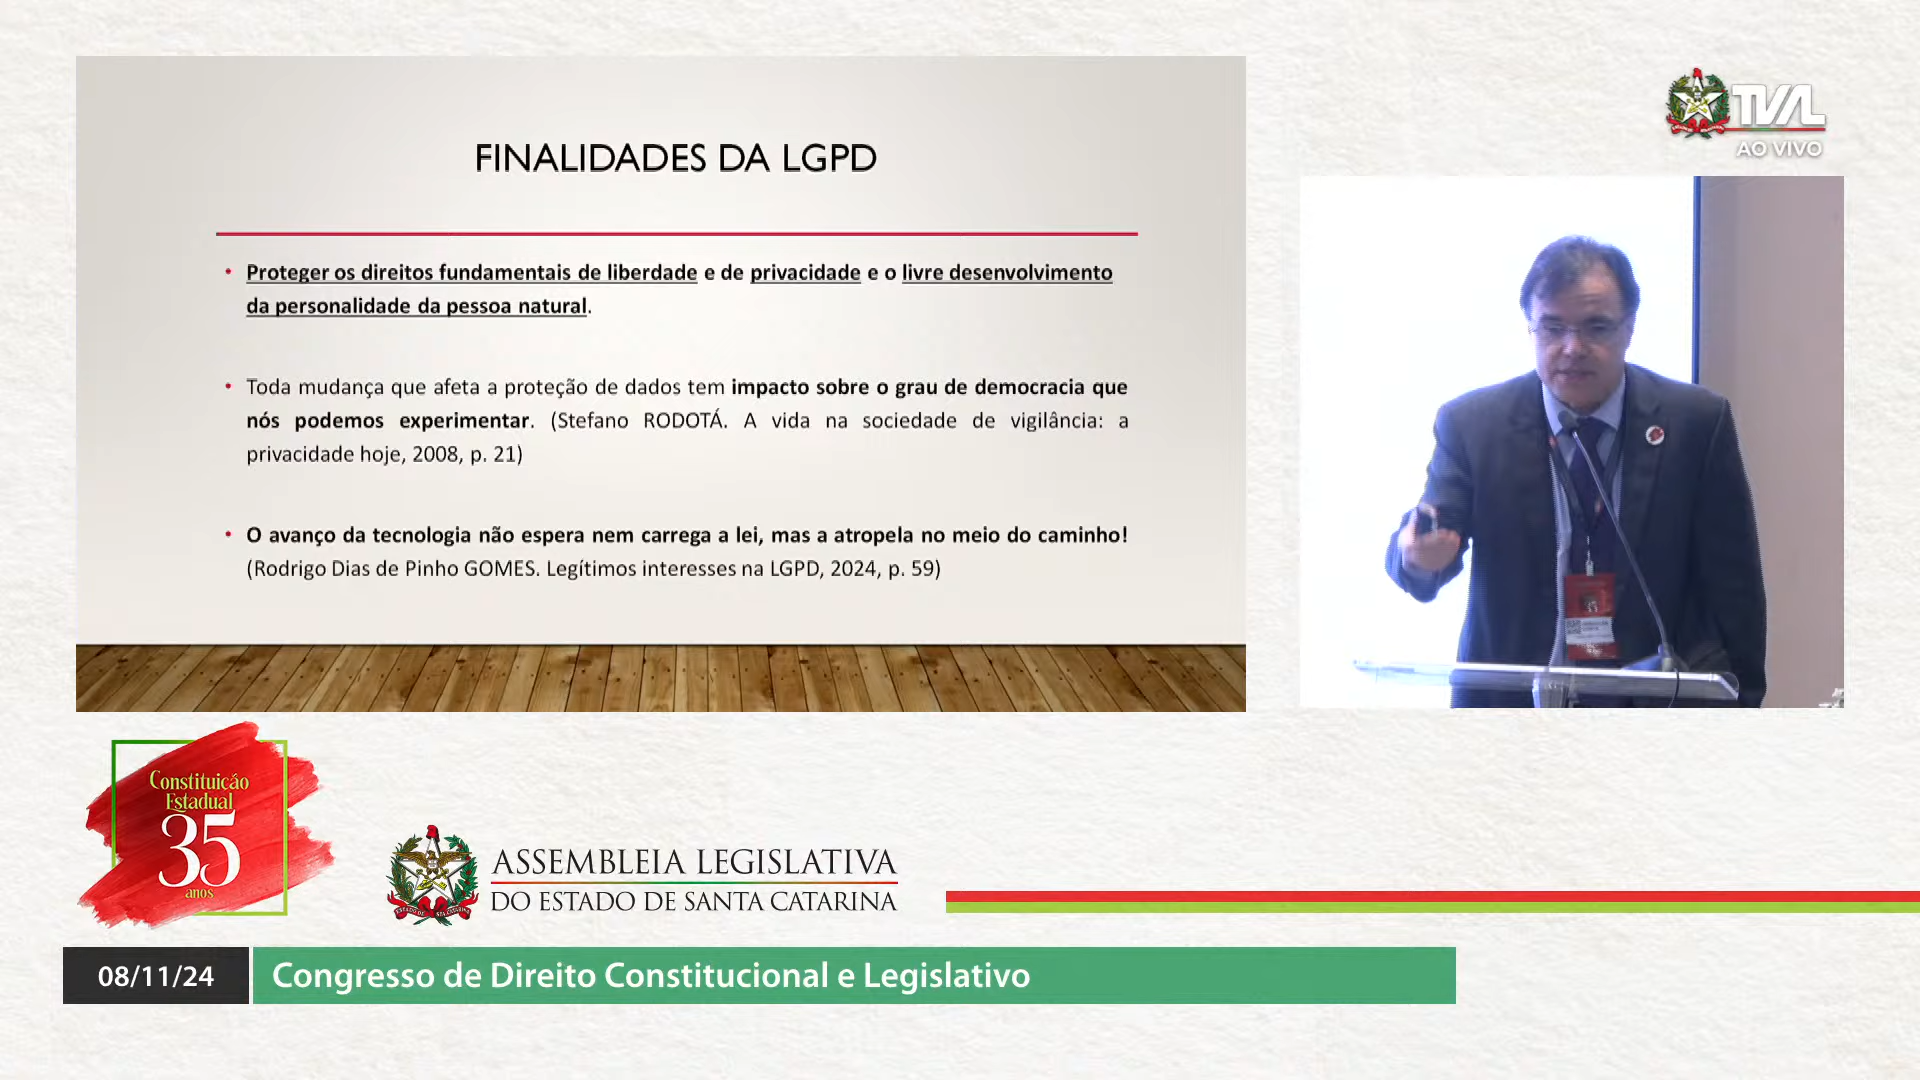 FINALIDADES DA LGPD
• Proteger os direitos fundamentais de liberdade e de privacidade e o livre desenvolvimento
da personalidade da pessoa natural.
• Toda mudança que afeta a proteção de dados tem impacto sobre o grau de democracia que
nós podemos experimentar. (Stefano RODOTÁ. A vida na sociedade de vigilância: a
privacidade hoje, 2008, p. 21)
• O avanço da tecnologia não espera nem carrega a lei, mas a atropela no meio do caminho!
(Rodrigo Dias de Pinho GOMES. Legítimos interesses na LGPD, 2024, p. 59)
TVAL
AO VIVO
Constituição
Estadual
35
anos
ASSEMBLEIA LEGISLATIVA
DO ESTADO DE SANTA CATARINA
08/11/24
Congresso de Direito Constitucional e Legislativo